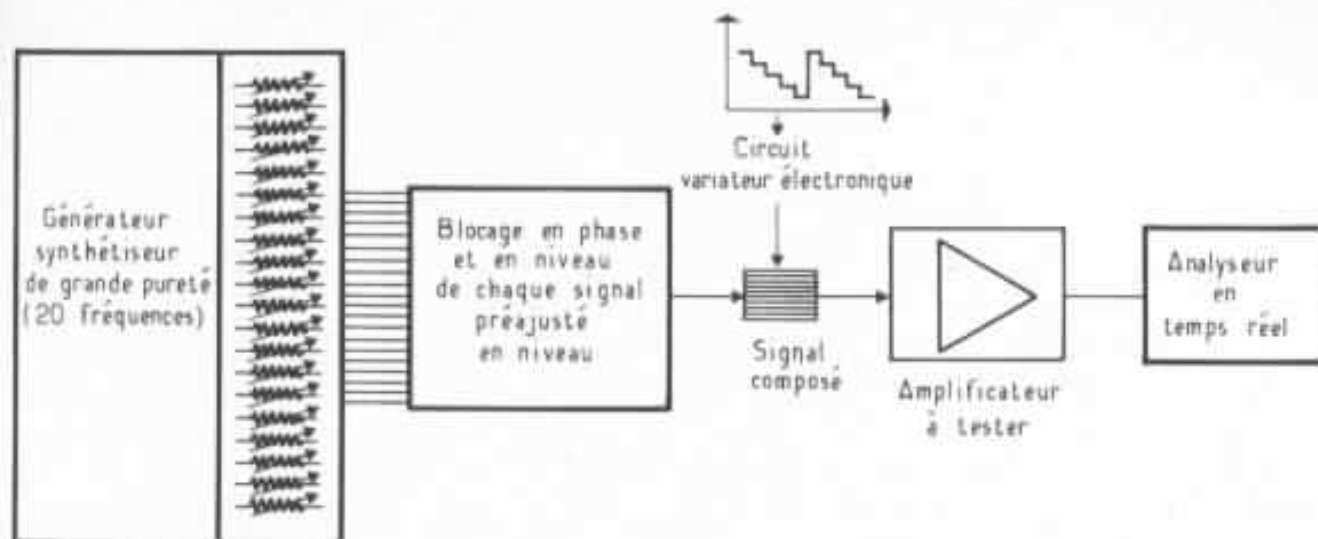 Générateur
synthétiseur
de grande pureté
(20 fréquences)
Blocage en phase
et en niveau
de chaque signal
préajusté
en niveau
Circuit
variateur électronique
Signal
composé
Amplificateur
à tester
Analyseur
en
temps réel